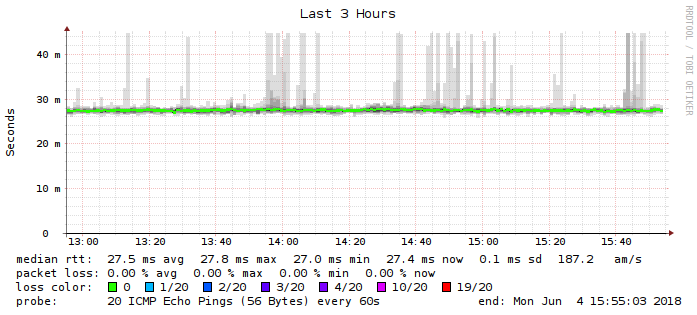 Last 3 Hours
RRDTOOL / TOBI OETIKER
Seconds
40 m
30 m
20 m
10 m
0
13:00 13:20 13:40 14:00 14:20 14:40 15:00 15:20 15:40
median rtt: 27.5 ms avg 27.8 ms max 27.0 ms min 27.4 ms now 0.1 ms sd 187.2 am/s
packet loss: 0.00 % avg 0.00 % max 0.00 % min 0.00 % now
loss color: 0 1/20 2/20 3/20 4/20 10/20 19/20
probe: 20 ICMP Echo Pings (56 Bytes) every 60s end: Mon Jun 4 15:55:03 2018